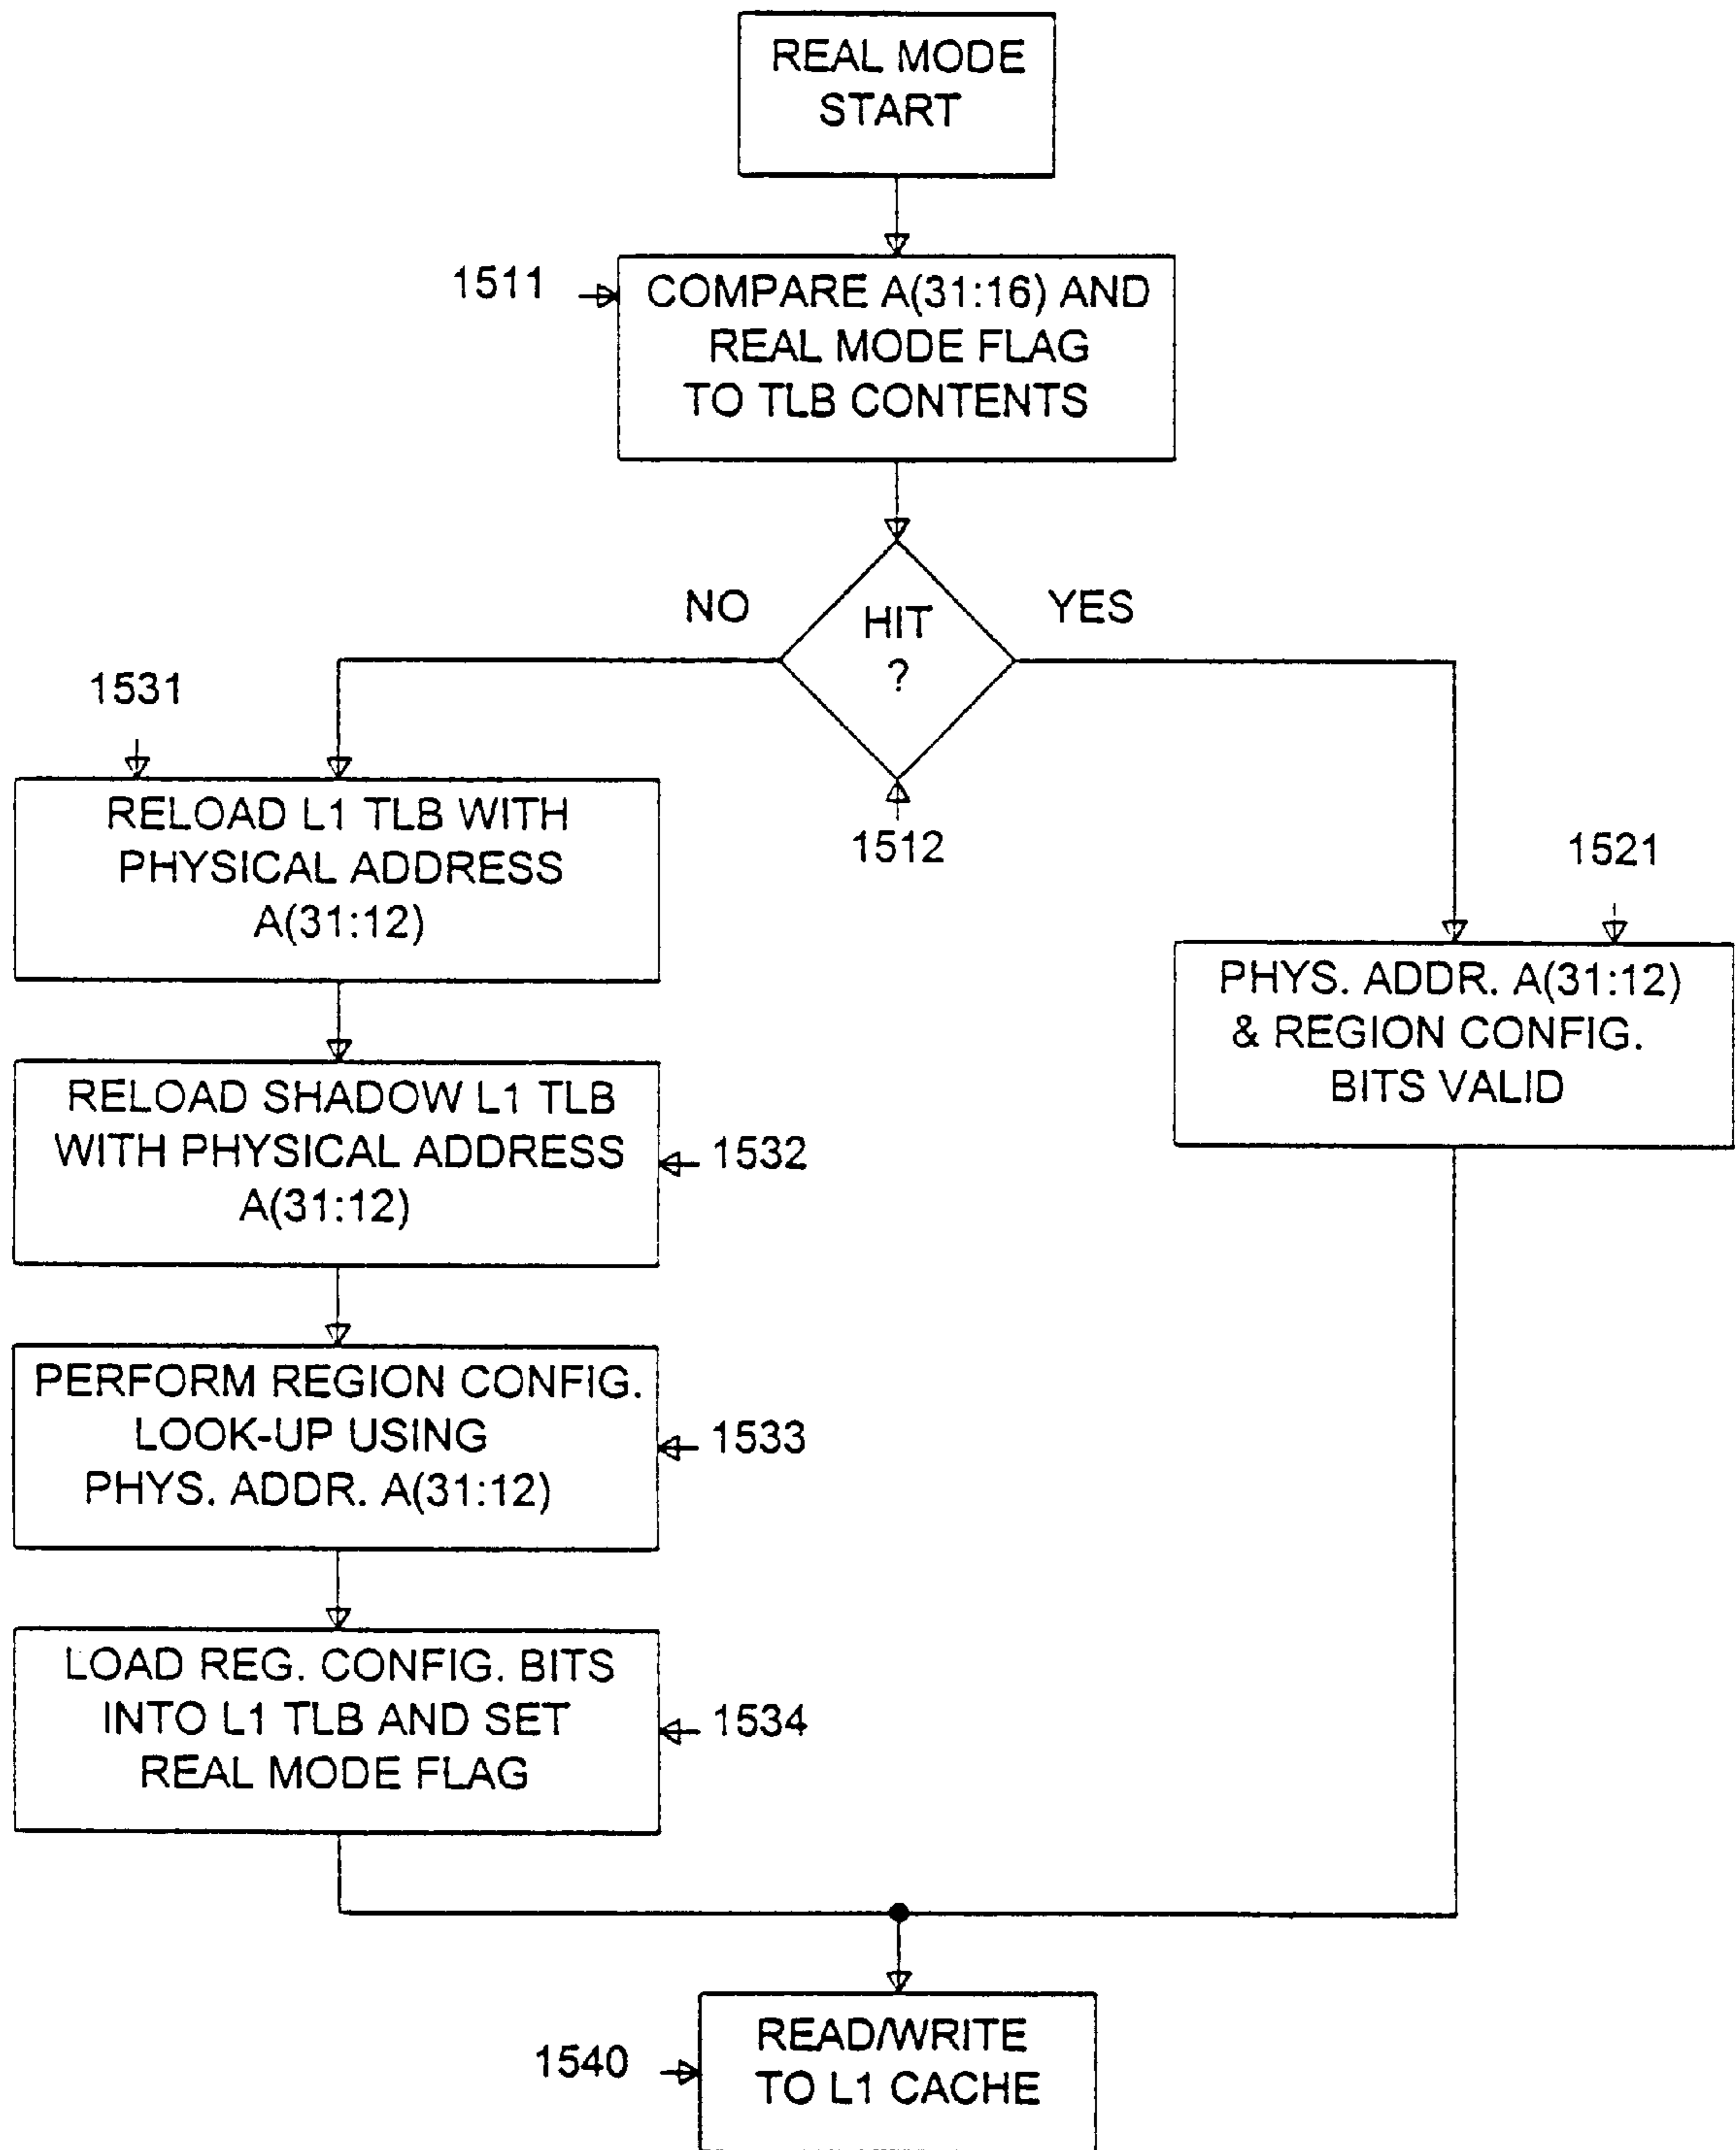 REAL MODE
START
1511
COMPARE A(31:16) AND
REAL MODE FLAG
TO TLB CONTENTS
NO
HIT
?
YES
1512
1531
RELOAD L1 TLB WITH
PHYSICAL ADDRESS
A(31:12)
1521
PHYS. ADDR. A(31:12)
& REGION CONFIG.
BITS VALID
RELOAD SHADOW L1 TLB
WITH PHYSICAL ADDRESS
A(31:12)
1532
PERFORM REGION CONFIG.
LOOK-UP USING
PHYS. ADDR. A(31:12)
1533
LOAD REG. CONFIG. BITS
INTO L1 TLB AND SET
REAL MODE FLAG
1534
1540
READ/WRITE
TO L1 CACHE